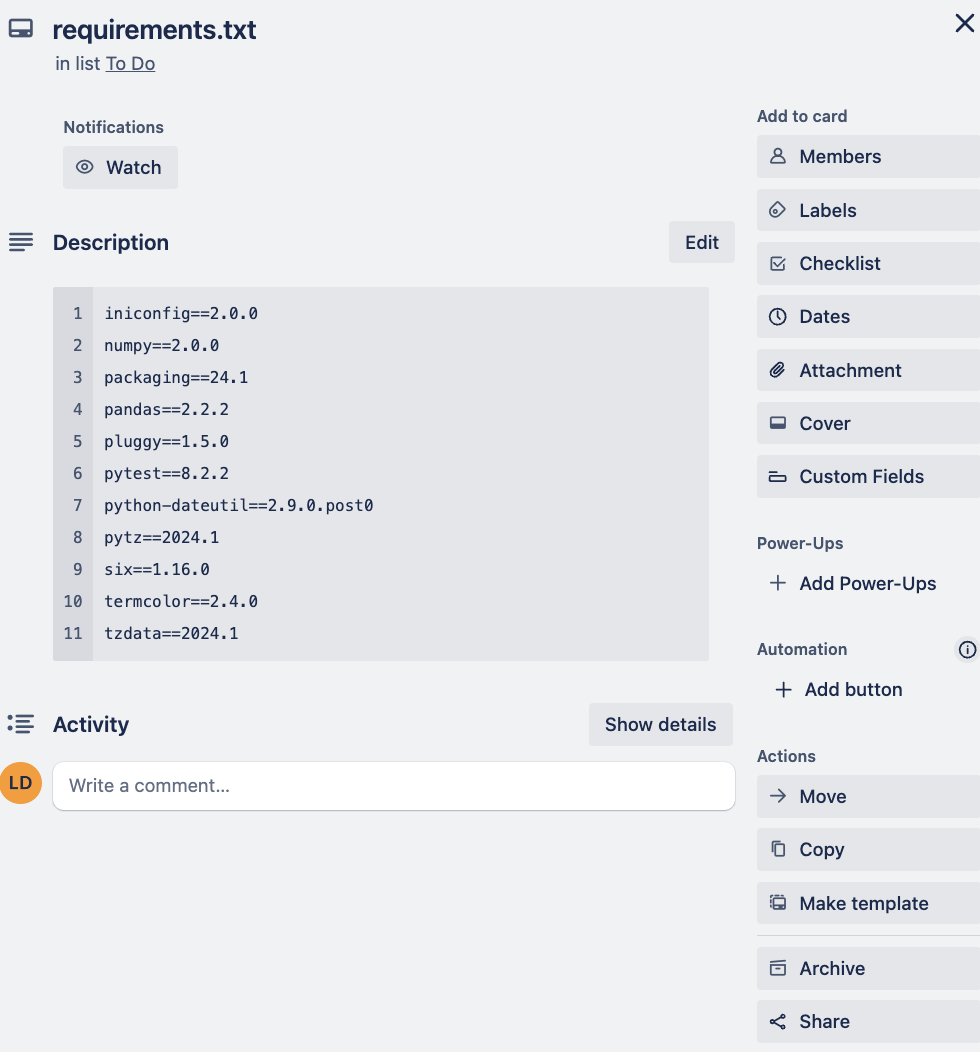 requirements.txt
in list To Do
Notifications
Watch
Description
Edit
1 iniconfig==2.0.0
2 numpy==2.0.0
3 packaging==24.1
4 pandas==2.2.2
5 pluggy==1.5.0
6 pytest==8.2.2
7 python-dateutil==2.9.0.post0
8 pytz==2024.1
9 six==1.16.0
10 termcolor==2.4.0
11 tzdata==2024.1
Activity
Show details
LD
Write a comment...
Add to card
Members
Labels
Checklist
Dates
Attachment
Cover
Custom Fields
Power-Ups
Add Power-Ups
Automation
Add button
Actions
Move
Copy
Make template
Archive
Share